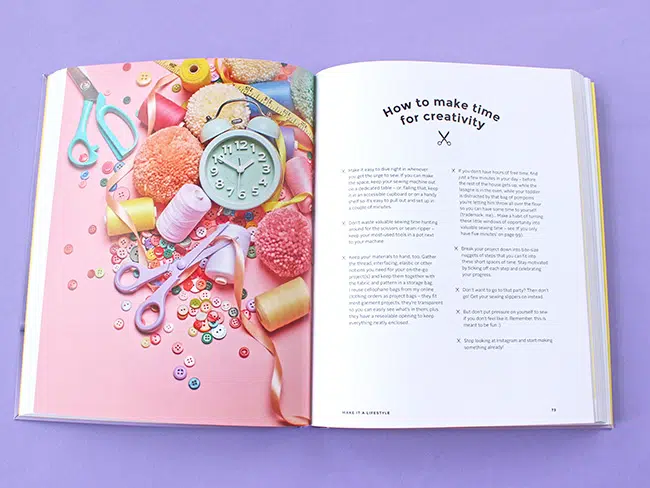 How to make time
for creativity
X Make it easy to dive right in whenever
you get the urge to sew. If you can make
the space, keep your sewing machine out
on a dedicated table – or, failing that, keep it
in an accessible cupboard or on a handy
shelf so it's easy to pull out and set up in
a couple of minutes.
X Don't waste valuable sewing time hunting
around for the scissors or seam ripper –
keep your most-used tools in a pot next
to your machine.
X Keep your materials to hand, too. Gather
the thread, interfacing, elastic or other
notions you need for your on-the-go
project(s) and keep them together with
the fabric and pattern in a storage bag.
I reuse cellophane bags from my online
clothing orders as project bags – they fit
most garment projects, they're transparent
so you can easily see what's in them, plus
they have a resealable opening to keep
everything neatly enclosed.
X If you don't have hours of free time, find
just a few minutes in your day – before
the rest of the house gets up, while the
lasagne is in the oven, while your toddler
is distracted by that bag of pompoms
you're letting him throw all over the floor
so you can have some time to yourself
(trademark, me)... Make a habit of turning
these little windows of opportunity into
valuable sewing time – see 'If you only
have five minutes' on page
X Break your project down into bite-size
nuggets of steps that you can fit into
these short spaces of time. Stay motivated
by ticking off each step and celebrating
your progress.
X Don't want to go to that party? Then don't
go! Get your sewing slippers on instead.
X But don't put pressure on yourself to sew
if you don't feel like it. Remember, this is
meant to be fun :)
X Stop looking at Instagram and start making
something already!
MAKE IT A LIFESTYLE
73